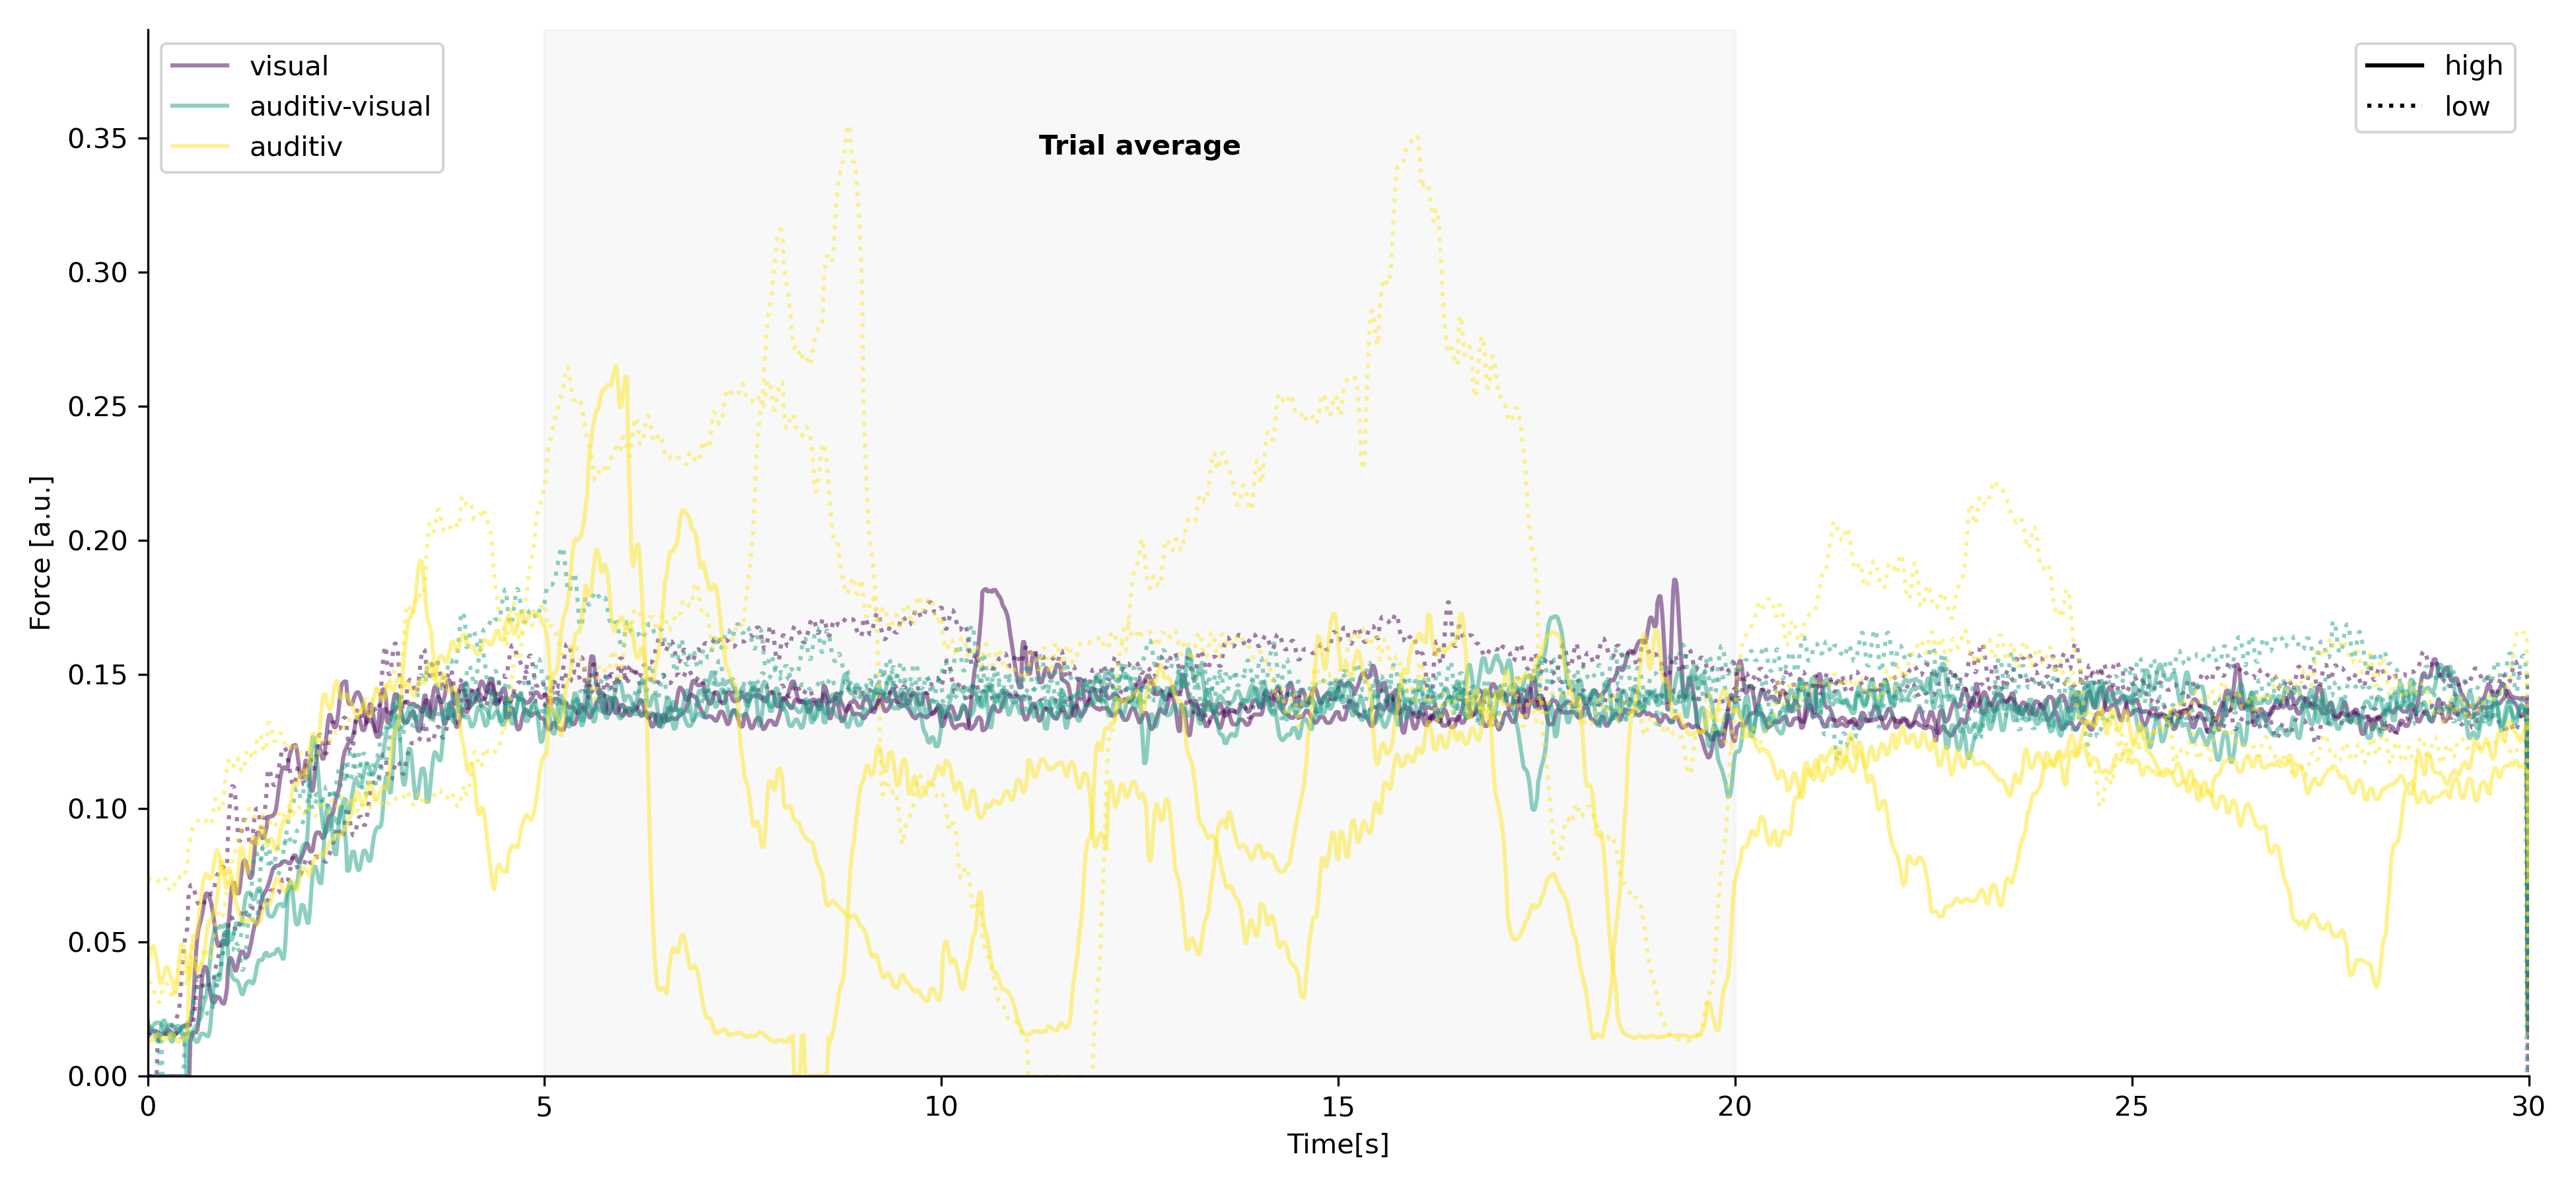 visual
auditiv-visual
auditiv
high
low
Trial average
Force [a.u.]
0.35
0.30
0.25
0.20
0.15
0.10
0.05
0.00
0 5 10 15 20 25 30
Time[s]